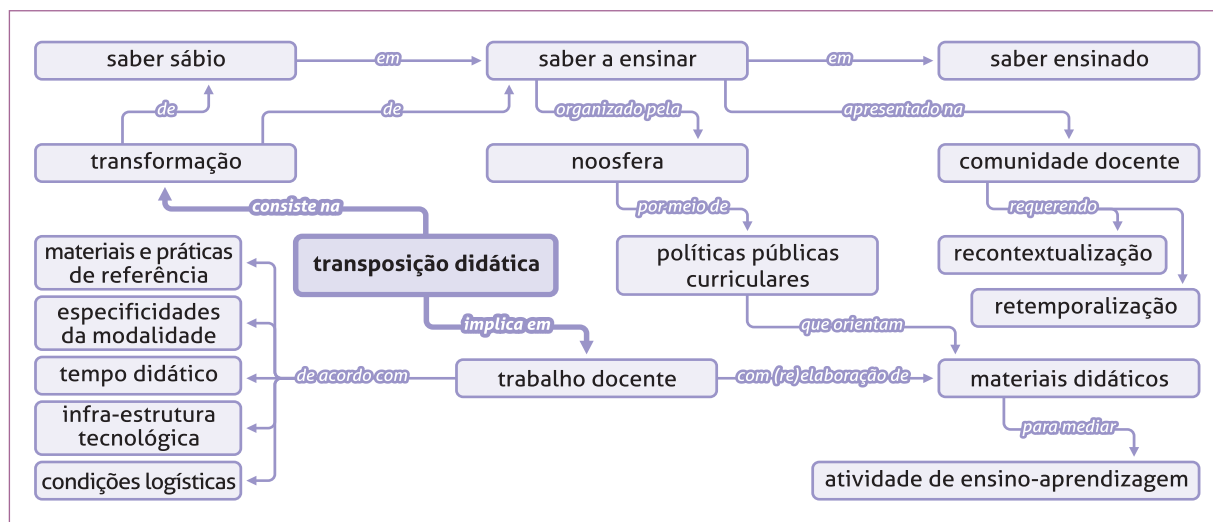 saber sábio
em
saber a ensinar
em
saber ensinado
de
de
organizado pela
apresentado na
transformação
noosfera
comunidade docente
consiste na
por meio de
requerendo
materiais e práticas
de referência
transposição didática
políticas públicas
curriculares
recontextualização
retemporalização
especificidades
da modalidade
implica em
que orientam
tempo didático
de acordo com
trabalho docente
com (re)elaboração de
materiais didáticos
infra-estrutura
tecnológica
para mediar
condições logísticas
atividade de ensino-aprendizagem